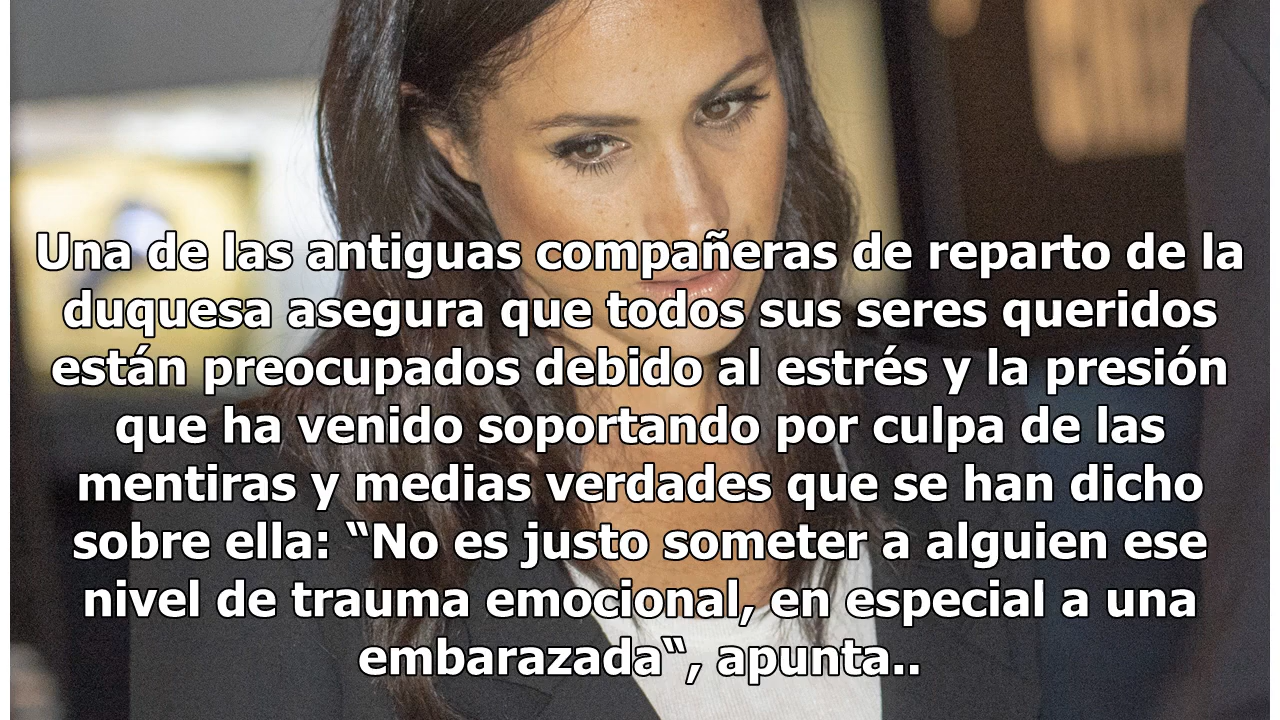 Una de las antiguas compañeras de reparto de la
duquesa asegura que todos sus seres queridos
están preocupados debido al estrés y la presión
que ha venido soportando por culpa de las
mentiras y medias verdades que se han dicho
sobre ella: “No es justo someter a alguien ese
nivel de trauma emocional, en especial a una
embarazada“, apunta..